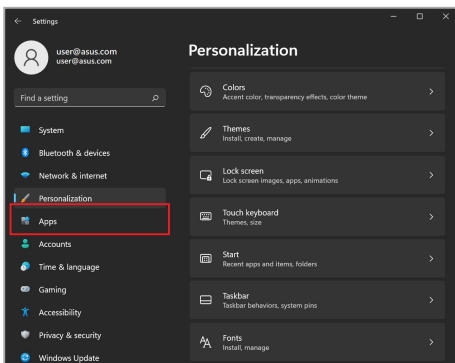 Settings
user@asus.com
user@asus.com
Find a setting
System
Bluetooth & devices
Network & internet
Personalization
Apps
Accounts
Time & language
Gaming
Accessibility
Privacy & security
Windows Update
Personalization
Colors
Accent color, transparency effects, color theme
Themes
Install, create, manage
Lock screen
Lock screen images, apps, animations
Touch keyboard
Themes, size
Start
Recent apps and items, folders
Taskbar
Taskbar behaviors, system pins
Fonts
Install, manage